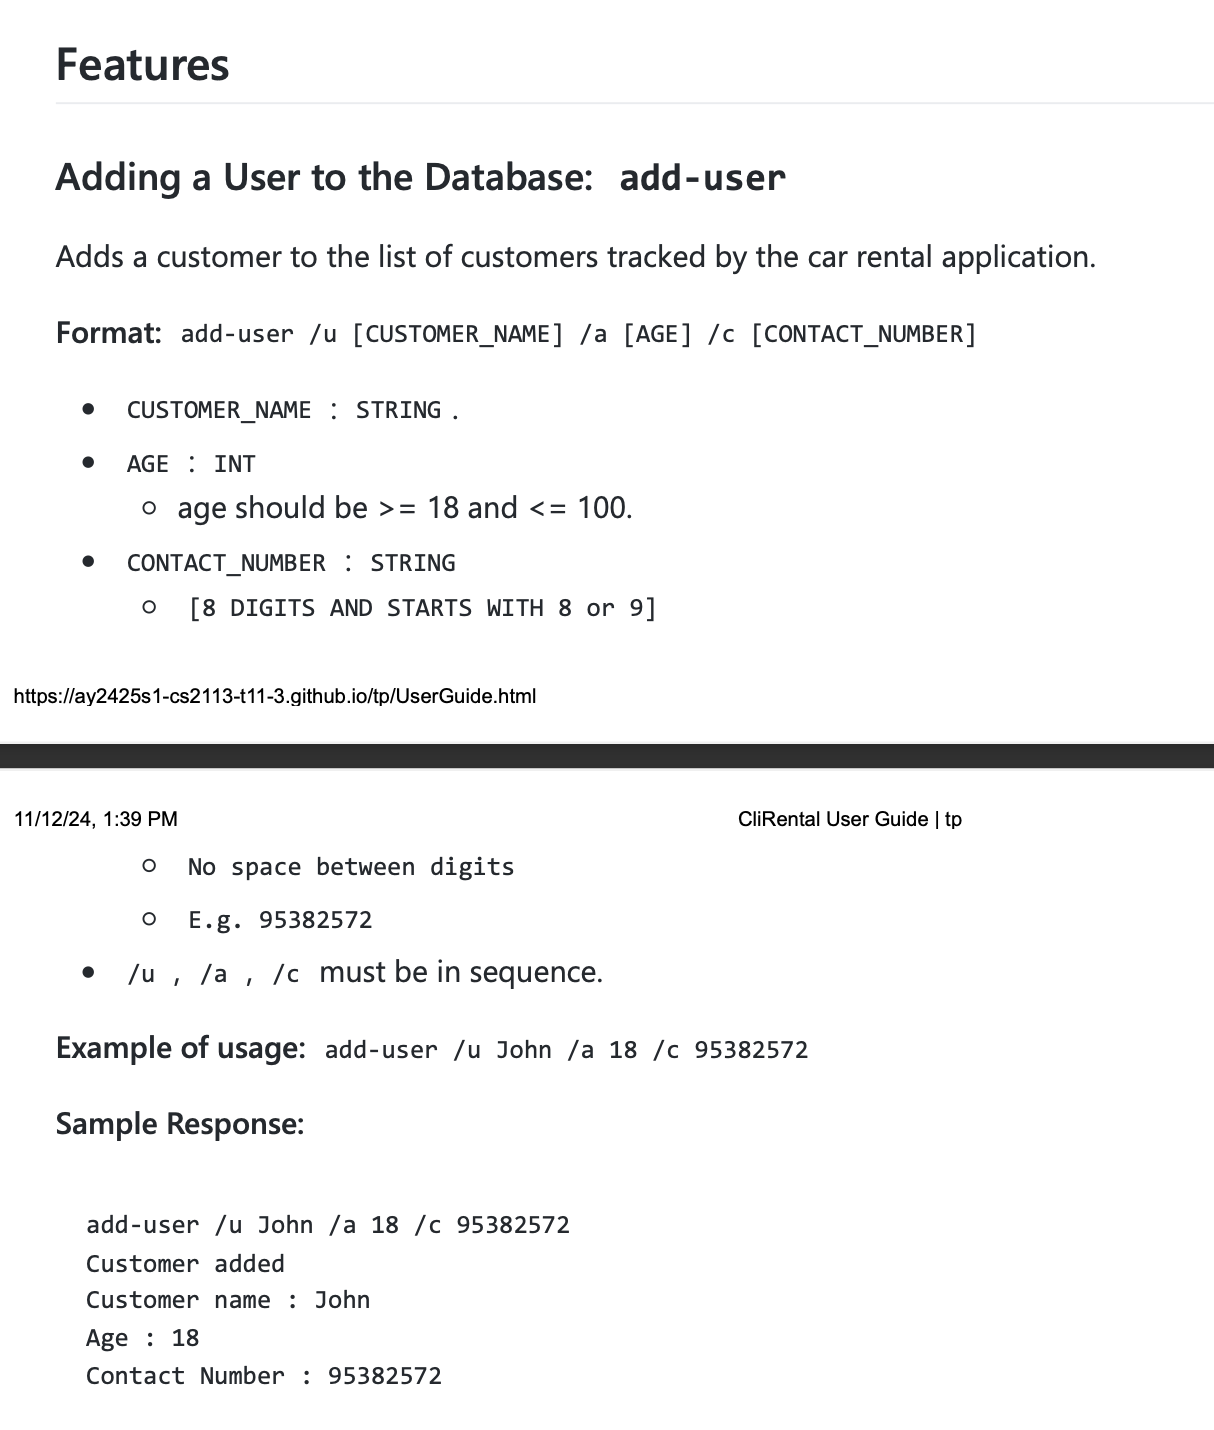 Features
Adding a User to the Database: add-user
Adds a customer to the list of customers tracked by the car rental application.
Format: add-user /u [CUSTOMER_NAME] /a [AGE] /c [CONTACT_NUMBER]
• CUSTOMER_NAME : STRING .
• AGE : INT
○ age should be >= 18 and <= 100.
• CONTACT_NUMBER : STRING
○ [8 DIGITS AND STARTS WITH 8 or 9]
https://ay2425s1-cs2113-t11-3.github.io/tp/UserGuide.html
11/12/24, 1:39 PM CliRental User Guide | tp
○ No space between digits
○ E.g. 95382572
• /u , /a , /c must be in sequence.
Example of usage: add-user /u John /a 18 /c 95382572
Sample Response:
add-user /u John /a 18 /c 95382572
Customer added
Customer name : John
Age : 18
Contact Number : 95382572